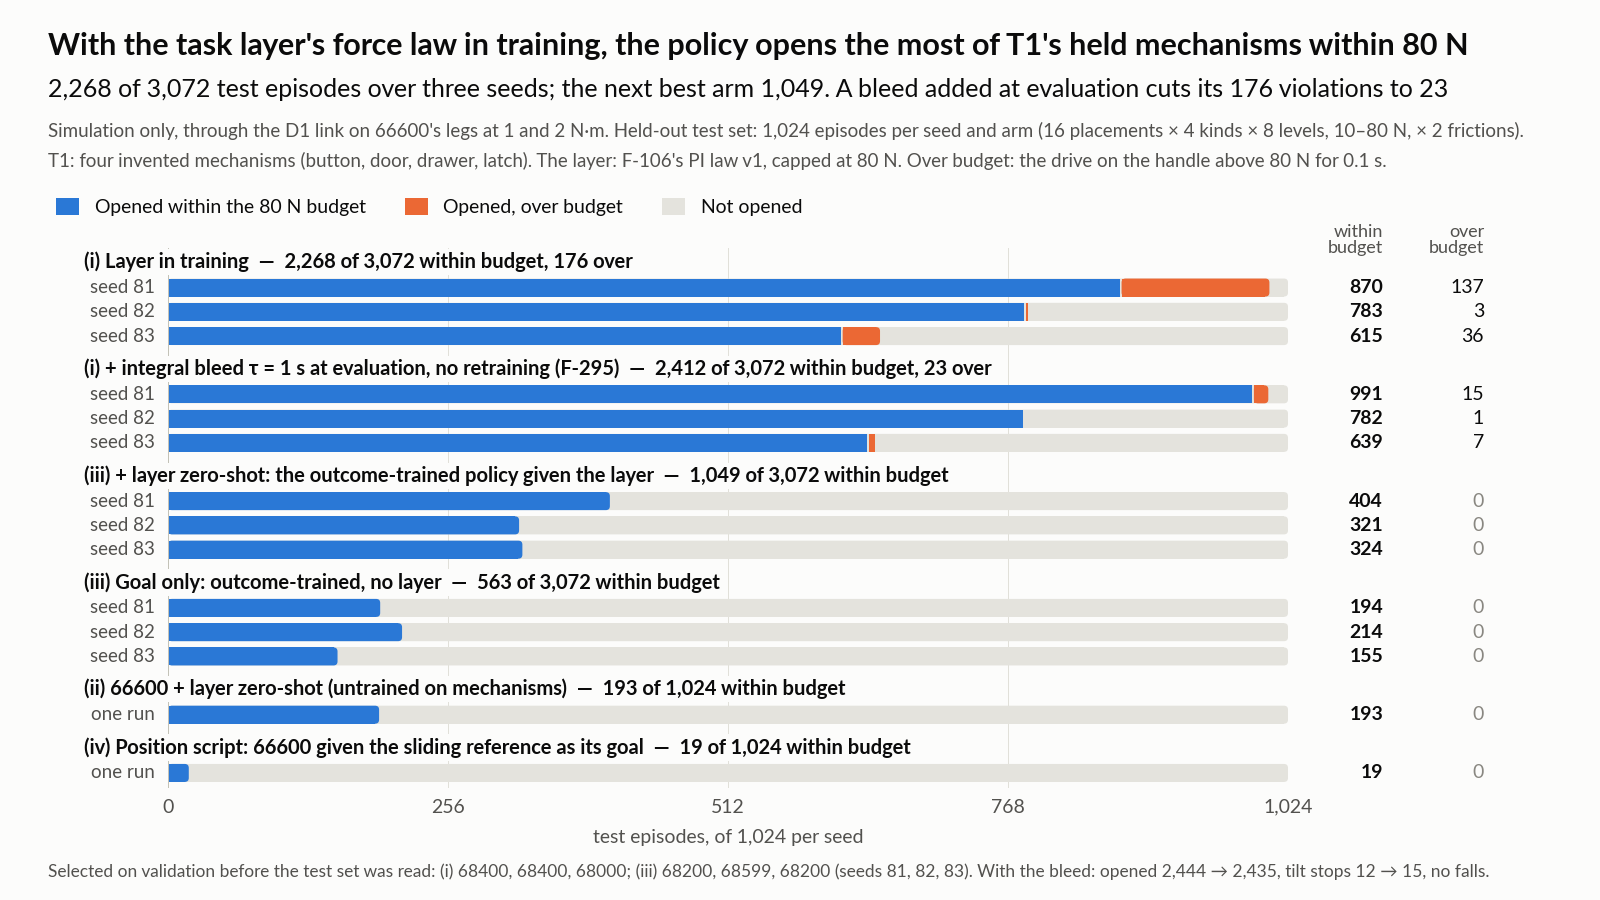 With the task layer's force law in training, the policy opens the most of T1's held mechanisms within 80 N
2,268 of 3,072 test episodes over three seeds; the next best arm 1,049. A bleed added at evaluation cuts its 176 violations to 23
Simulation only, through the D1 link on 66600's legs at 1 and 2 N·m. Held-out test set: 1,024 episodes per seed and arm (16 placements × 4 kinds × 8 levels, 10–80 N, × 2 frictions).
T1: four invented mechanisms (button, door, drawer, latch). The layer: F-106's PI law v1, capped at 80 N. Over budget: the drive on the handle above 80 N for 0.1 s.
Opened within the 80 N budget Opened, over budget Not opened
within budget over budget
(i) Layer in training — 2,268 of 3,072 within budget, 176 over
seed 81 870 137
seed 82 783 3
seed 83 615 36
(i) + integral bleed τ = 1 s at evaluation, no retraining (F-295) — 2,412 of 3,072 within budget, 23 over
seed 81 991 15
seed 82 782 1
seed 83 639 7
(iii) + layer zero-shot: the outcome-trained policy given the layer — 1,049 of 3,072 within budget
seed 81 404 0
seed 82 321 0
seed 83 324 0
(iii) Goal only: outcome-trained, no layer — 563 of 3,072 within budget
seed 81 194 0
seed 82 214 0
seed 83 155 0
(ii) 66600 + layer zero-shot (untrained on mechanisms) — 193 of 1,024 within budget
one run 193 0
(iv) Position script: 66600 given the sliding reference as its goal — 19 of 1,024 within budget
one run 19 0
0 256 512 768 1,024
test episodes, of 1,024 per seed
Selected on validation before the test set was read: (i) 68400, 68400, 68000; (iii) 68200, 68599, 68200 (seeds 81, 82, 83). With the bleed: opened 2,444 → 2,435, tilt stops 12 → 15, no falls.